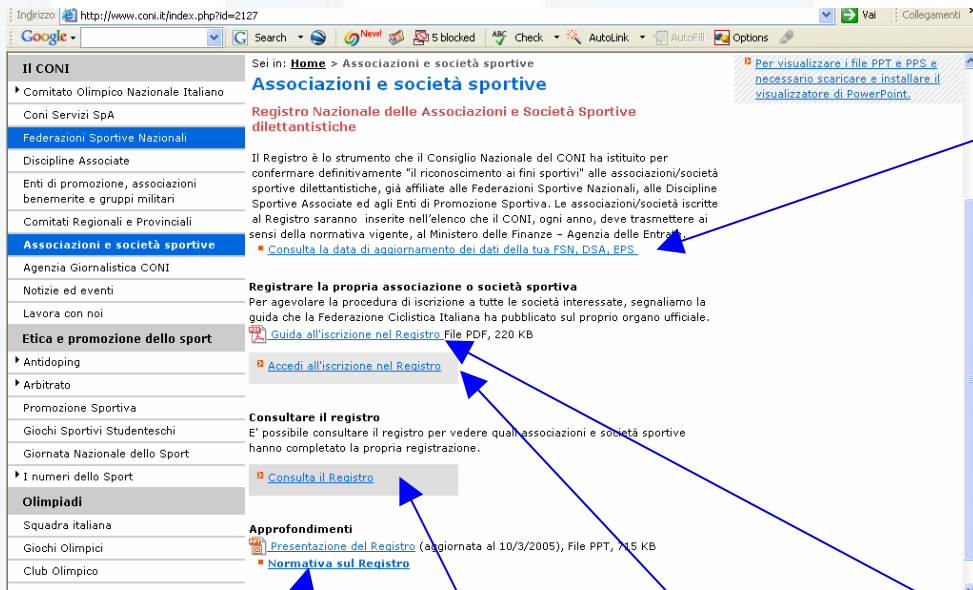 Indirizzo http://www.coni.it/index.php?id=2127 Vai Collegamenti
Google Search New! 5 blocked ABC Check AutoLink AutoFill Options
Il CONI
Comitato Olimpico Nazionale Italiano
Coni Servizi SpA
Federazioni Sportive Nazionali
Discipline Associate
Enti di promozione, associazioni
benemerite e gruppi militari
Comitati Regionali e Provinciali
Associazioni e società sportive
Agenzia Giornalistica CONI
Notizie ed eventi
Lavora con noi
Etica e promozione dello sport
Antidoping
Arbitrato
Promozione Sportiva
Giochi Sportivi Studenteschi
Giornata Nazionale dello Sport
I numeri dello Sport
Olimpiadi
Squadra italiana
Giochi Olimpici
Club Olimpico
Sei in: Home > Associazioni e società sportive
Associazioni e società sportive
Registro Nazionale delle Associazioni e Società Sportive
dilettantistiche
Il Registro è lo strumento che il Consiglio Nazionale del CONI ha istituito per
confermare definitivamente "il riconoscimento ai fini sportivi" alle associazioni/società
sportive dilettantistiche, già affiliate alle Federazioni Sportive Nazionali, alle Discipline
Sportive Associate ed agli Enti di Promozione Sportiva. Le associazioni/società iscritte
al Registro saranno inserite nell'elenco che il CONI, ogni anno, deve trasmettere ai
sensi della normativa vigente, al Ministero delle Finanze – Agenzia delle Entrate.
Consulta la data di aggiornamento dei dati della tua FSN, DSA, EPS
Registrare la propria associazione o società sportiva
Per agevolare la procedura di iscrizione a tutte le società interessate, segnaliamo la
guida che la Federazione Ciclistica Italiana ha pubblicato sul proprio organo ufficiale.
Guida all'iscrizione nel Registro File PDF, 220 KB
Accedi all'iscrizione nel Registro
Consultare il registro
E' possibile consultare il registro per vedere quali associazioni e società sportive
hanno completato la propria registrazione.
Consulta il Registro
Approfondimenti
Presentazione del Registro (aggiornata al 10/3/2005), File PPT, 715 KB
Normativa sul Registro
Per visualizzare i file PPT e PPS e
necessario scaricare e installare il
visualizzatore di PowerPoint.